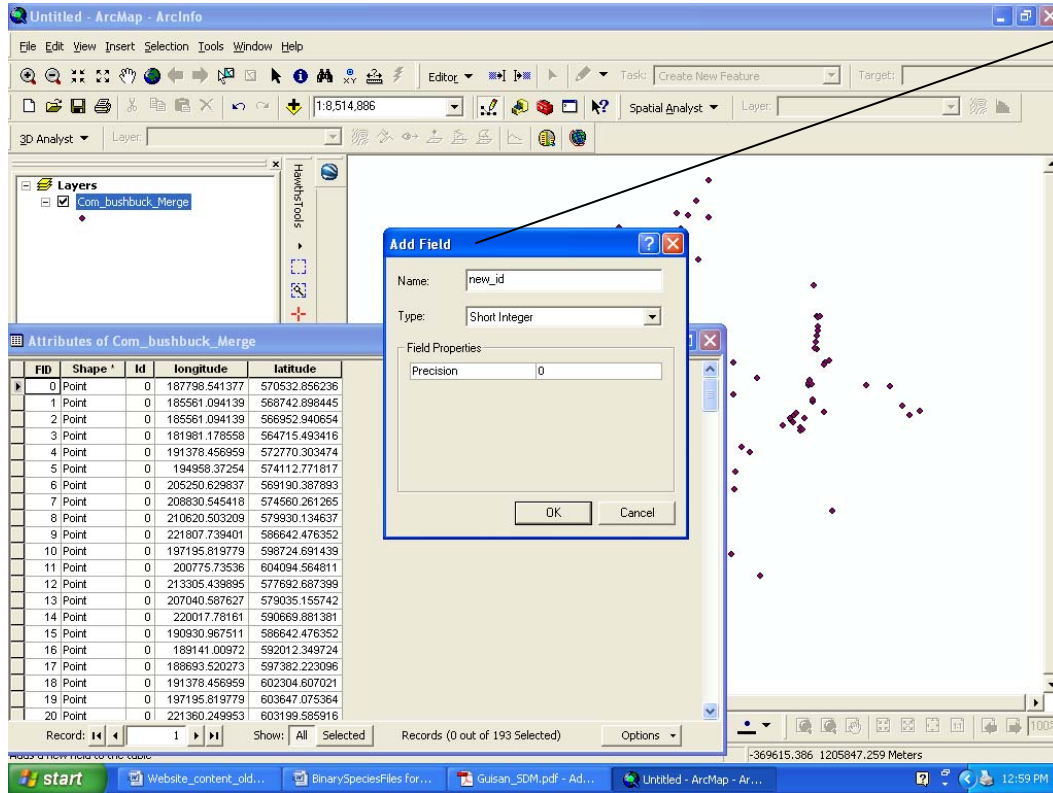 Untitled - ArcMap - ArcInfo
File Edit View Insert Selection Tools Window Help
Editor Task: Create New Feature Target:
1:8,514,886 Spatial Analyst Layer:
3D Analyst Layer:
HawthsTools
Layers
Com_bushbuck_Merge
Add Field
Name: new_id
Type: Short Integer
Field Properties
Precision 0
OK Cancel
Attributes of Com_bushbuck_Merge
FID Shape * Id longitude latitude
0 Point 0 187798.541377 570532.856236
1 Point 0 185561.094139 568742.898445
2 Point 0 185561.094139 566952.940654
3 Point 0 181981.178558 564715.493416
4 Point 0 191378.456959 572770.303474
5 Point 0 194958.37254 574112.771817
6 Point 0 205250.629837 569190.387893
7 Point 0 208830.545418 574560.261265
8 Point 0 210620.503209 579930.134637
9 Point 0 221807.739401 586642.476352
10 Point 0 197195.819779 598724.691439
11 Point 0 200775.73536 604094.564811
12 Point 0 213305.439895 577692.687399
13 Point 0 207040.587627 579035.155742
14 Point 0 220017.78161 590669.881381
15 Point 0 190930.967511 586642.476352
16 Point 0 189141.00972 592012.349724
17 Point 0 188693.520273 597382.223096
18 Point 0 191378.456959 602304.607021
19 Point 0 197195.819779 603647.075364
20 Point 0 221360.249953 603199.585916
Record: 1 Show: All Selected Records (0 out of 193 Selected) Options
100%
-369615.386 1205847.259 Meters
start Website_content_old... BinarySpeciesFiles for... Guisan_SDM.pdf - Ad... Untitled - ArcMap - Ar... 12:59 PM